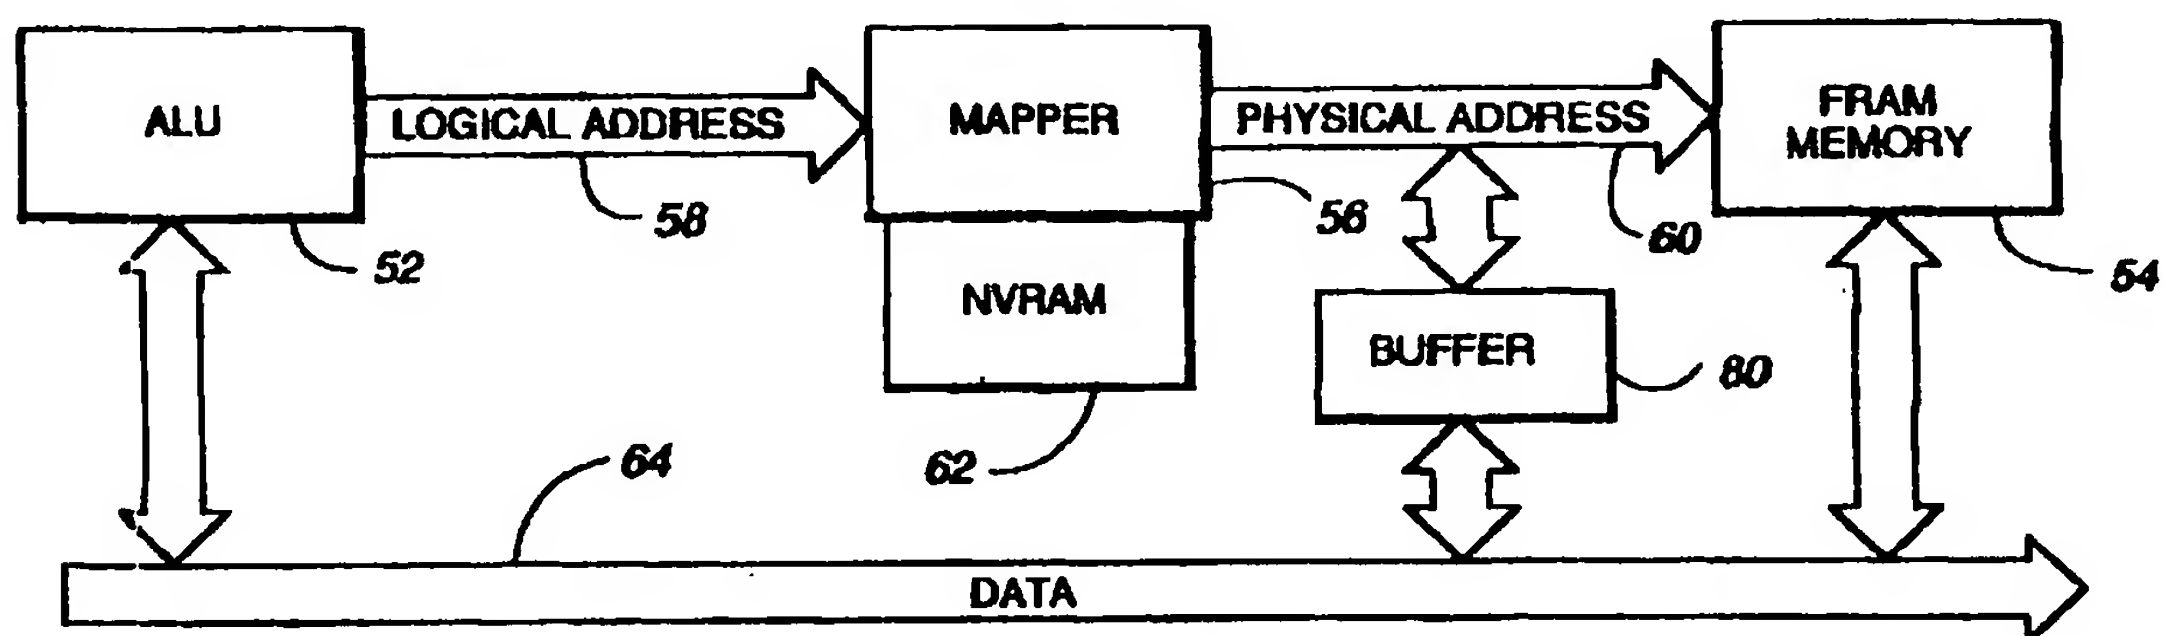 ALU
LOGICAL ADDRESS
MAPPER
PHYSICAL ADDRESS
FRAM
MEMORY
58
56
60
52
54
NVRAM
BUFFER
80
64
62
DATA